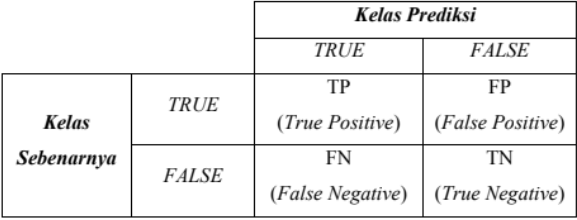 Kelas Prediksi
TRUE FALSE
Kelas Sebenarnya
TRUE
TP
(True Positive)
FP
(False Positive)
FALSE
FN
(False Negative)
TN
(True Negative)